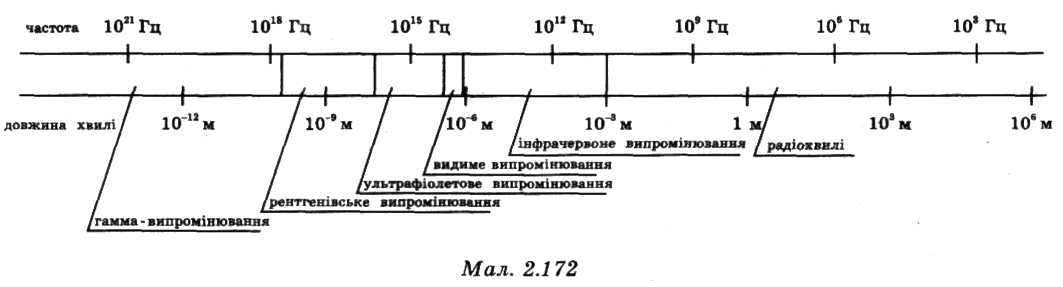 частота 10²¹ Гц 10¹⁸ Гц 10¹⁵ Гц 10¹² Гц 10⁹ Гц 10⁶ Гц 10³ Гц
довжина хвилі 10⁻¹² м 10⁻⁹ м 10⁻⁶ м 10⁻³ м 1 м 10³ м 10⁶ м
інфрачервоне випромінювання радіохвилі
видиме випромінювання
ультрафіолетове випромінювання
рентгенівське випромінювання
гамма-випромінювання
Мал. 2.172